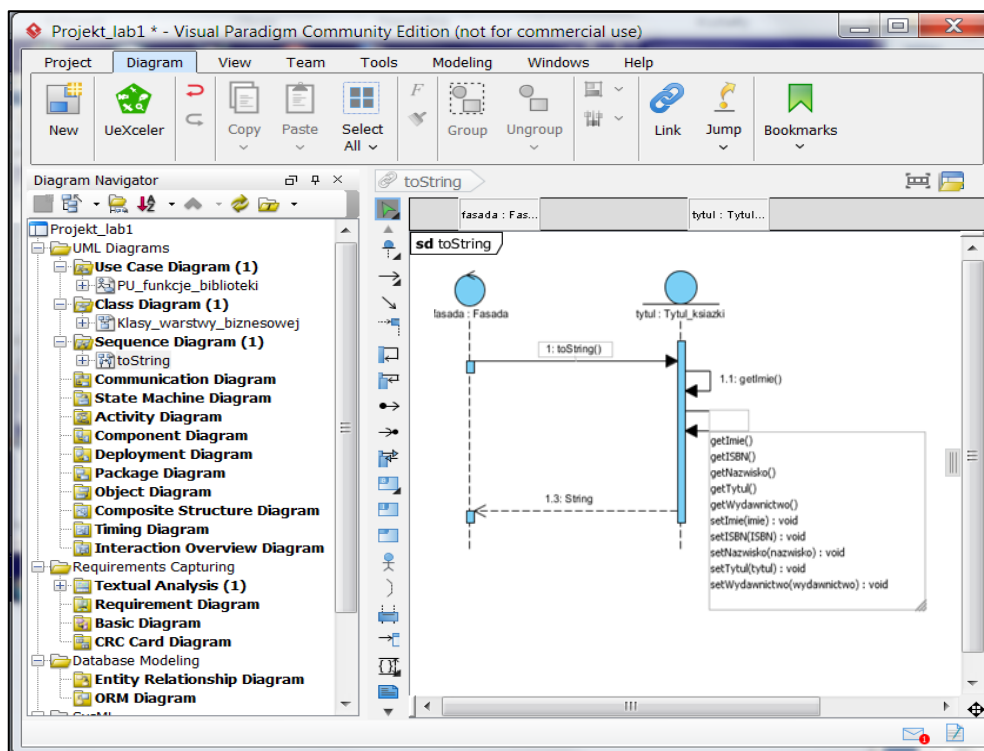 Projekt_lab1 * - Visual Paradigm Community Edition (not for commercial use)
Project Diagram View Team Tools Modeling Windows Help
New UeXceler Copy Paste Select All Group Ungroup Link Jump Bookmarks
Diagram Navigator
toString
fasada : Fas...
tytul : Tytul...
Projekt_lab1
UML Diagrams
Use Case Diagram (1)
PU_funkcje_biblioteki
Class Diagram (1)
Klasy_warstwy_biznesowej
Sequence Diagram (1)
toString
Communication Diagram
State Machine Diagram
Activity Diagram
Component Diagram
Deployment Diagram
Package Diagram
Object Diagram
Composite Structure Diagram
Timing Diagram
Interaction Overview Diagram
Requirements Capturing
Textual Analysis (1)
Requirement Diagram
Basic Diagram
CRC Card Diagram
Database Modeling
Entity Relationship Diagram
ORM Diagram
sd toString
fasada : Fasada
tytul : Tytul_ksiazki
1: toString()
1.1: getImie()
getImie()
getISBN()
getNazwisko()
getTytul()
getWydawnictwo()
setImie(imie) : void
setISBN(ISBN) : void
setNazwisko(nazwisko) : void
setTytul(tytul) : void
setWydawnictwo(wydawnictwo) : void
1.3: String